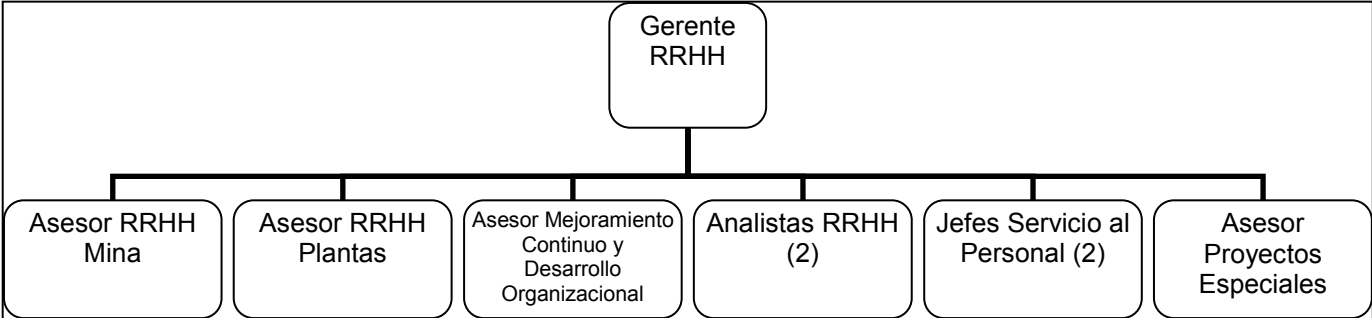 Gerente
RRHH
Asesor RRHH
Mina
Asesor RRHH
Plantas
Asesor Mejoramiento
Continuo y
Desarrollo
Organizacional
Analistas RRHH
(2)
Jefes Servicio al
Personal (2)
Asesor
Proyectos
Especiales